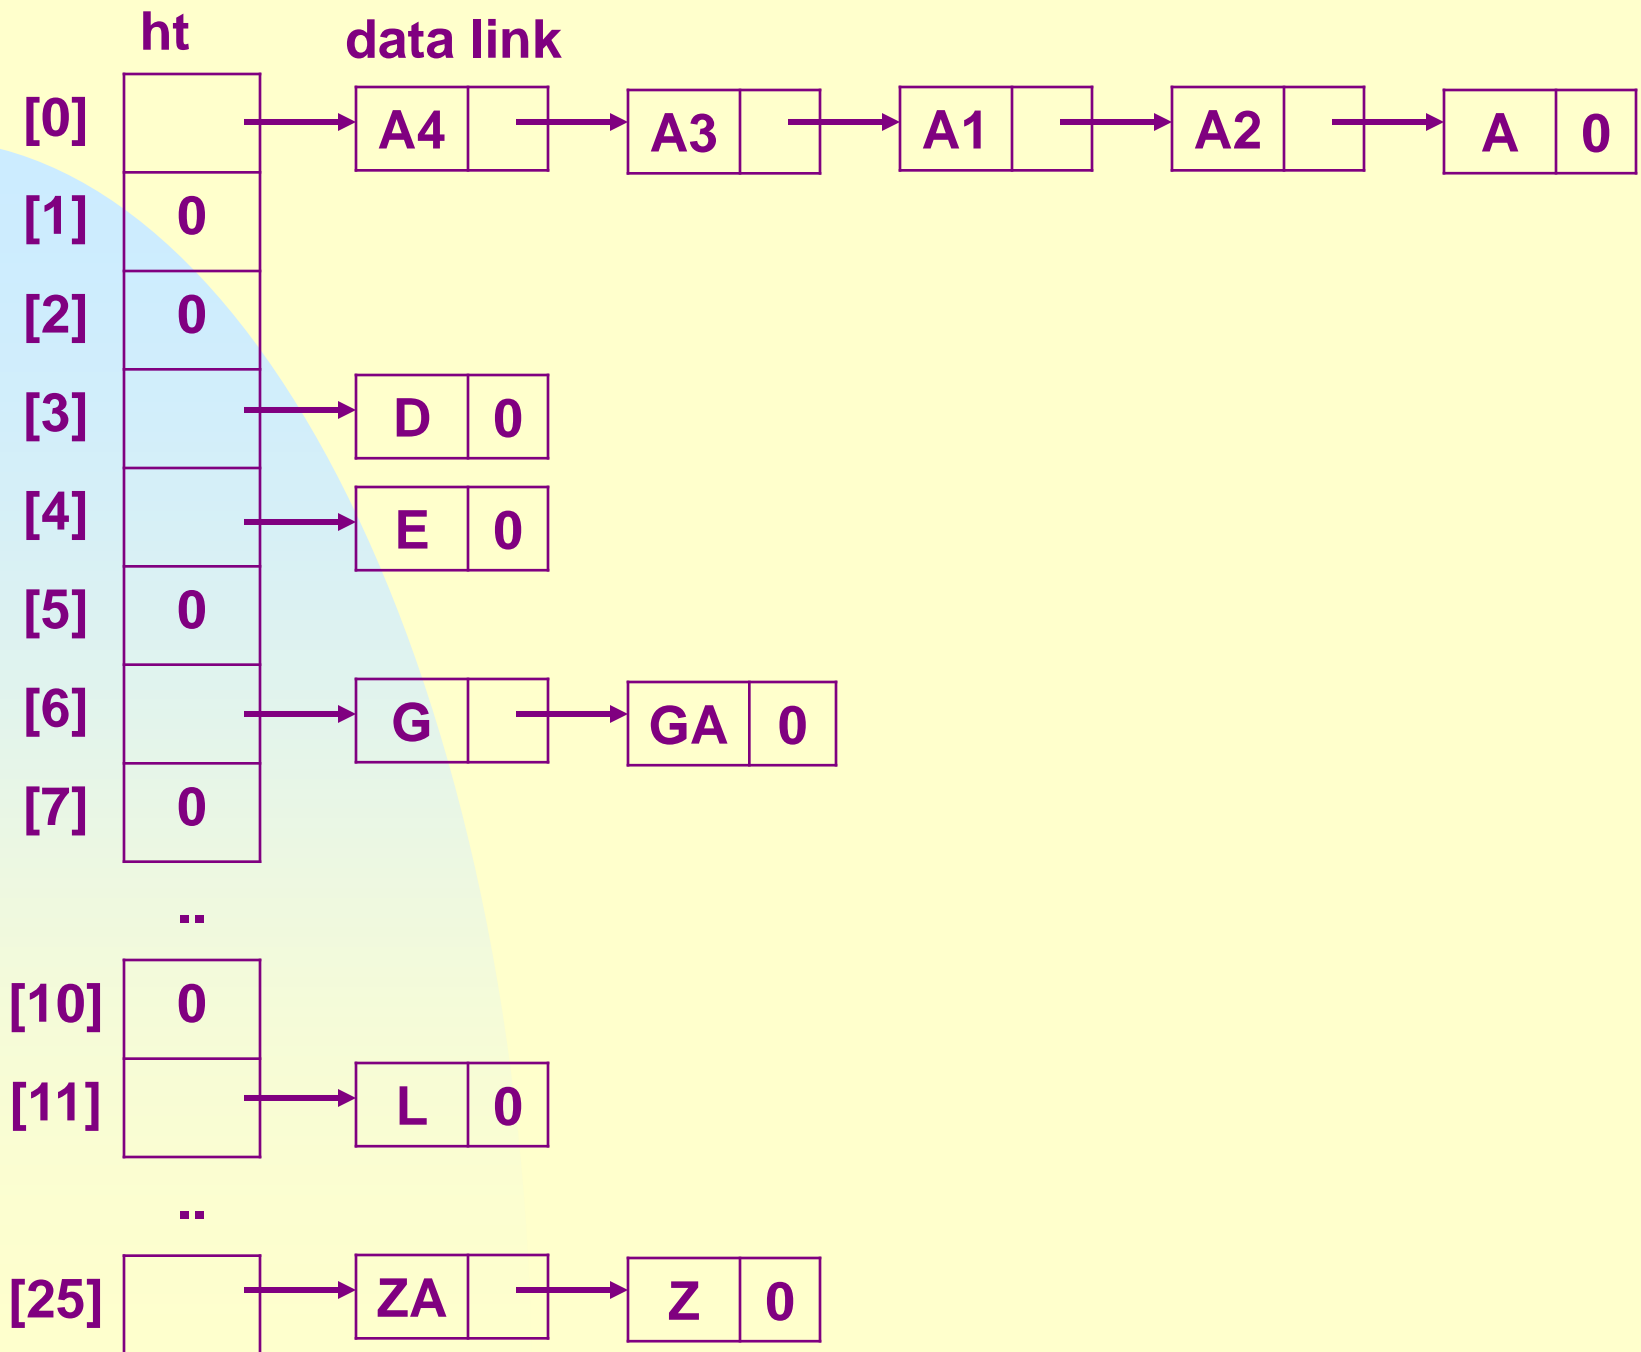 ht data link
[0] A4 A3 A1 A2 A 0
[1] 0
[2] 0
[3] D 0
[4] E 0
[5] 0
[6] G GA 0
[7] 0
..
[10] 0
[11] L 0
..
[25] ZA Z 0